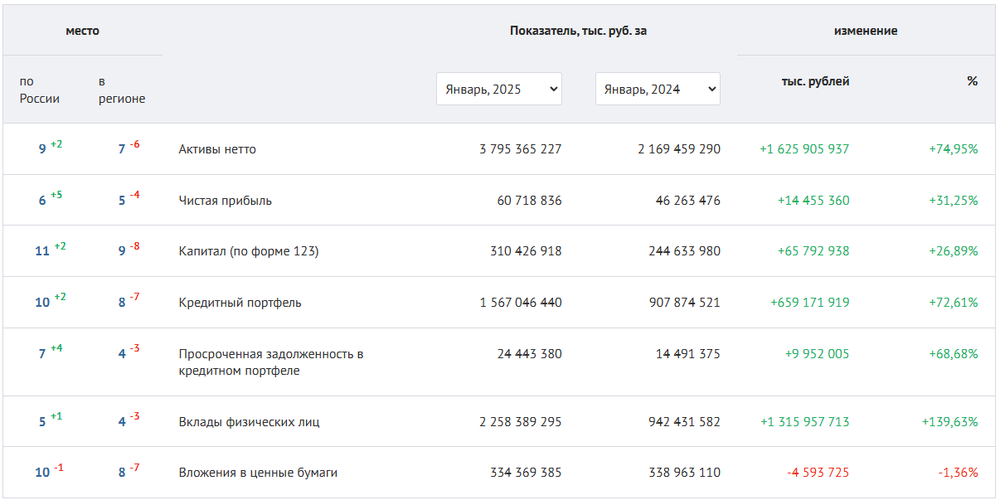 место Показатель, тыс. руб. за изменение
по России в регионе Январь, 2025 Январь, 2024 тыс. рублей %
9 +2 7 -6 Активы нетто 3 795 365 227 2 169 459 290 +1 625 905 937 +74,95%
6 +5 5 -4 Чистая прибыль 60 718 836 46 263 476 +14 455 360 +31,25%
11 +2 9 -8 Капитал (по форме 123) 310 426 918 244 633 980 +65 792 938 +26,89%
10 +2 8 -7 Кредитный портфель 1 567 046 440 907 874 521 +659 171 919 +72,61%
7 +4 4 -3 Просроченная задолженность в 24 443 380 14 491 375 +9 952 005 +68,68%
кредитном портфеле
5 +1 4 -3 Вклады физических лиц 2 258 389 295 942 431 582 +1 315 957 713 +139,63%
10 -1 8 -7 Вложения в ценные бумаги 334 369 385 338 963 110 -4 593 725 -1,36%